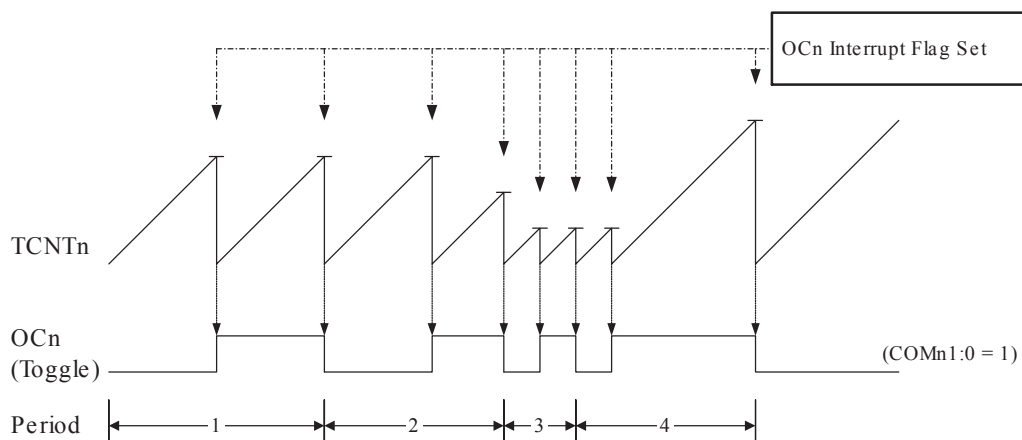 OCn Interrupt Flag Set
TCNTn
OCn
(Toggle)
(COMn1:0 = 1)
Period
1
2
3
4